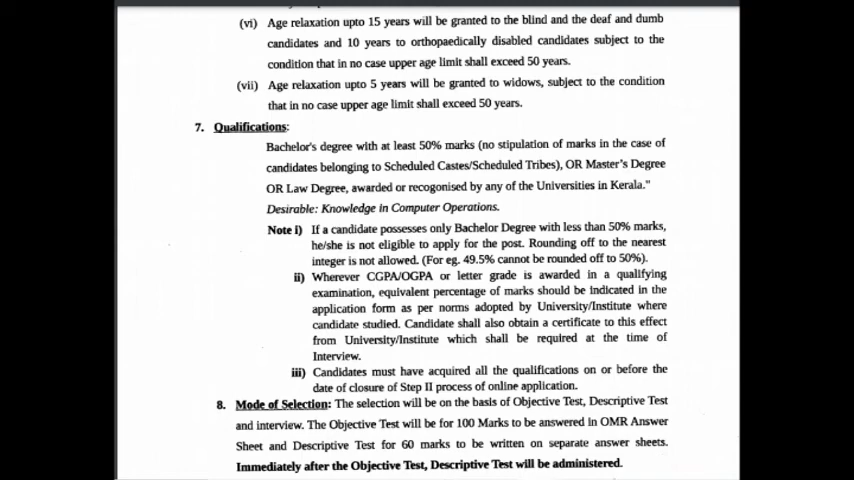 (vi) Age relaxation upto 15 years will be granted to the blind and the deaf and dumb
candidates and 10 years to orthopaedically disabled candidates subject to the
condition that in no case upper age limit shall exceed 50 years.
(vii) Age relaxation upto 5 years will be granted to widows, subject to the condition
that in no case upper age limit shall exceed 50 years.
7. Qualifications:
Bachelor's degree with at least 50% marks (no stipulation of marks in the case of
candidates belonging to Scheduled Castes/Scheduled Tribes), OR Master's Degree
OR Law Degree, awarded or recogonised by any of the Universities in Kerala."
Desirable: Knowledge in Computer Operations.
Note i) If a candidate possesses only Bachelor Degree with less than 50% marks,
he/she is not eligible to apply for the post. Rounding off to the nearest
integer is not allowed. (For eg. 49.5% cannot be rounded off to 50%).
ii) Wherever CGPA/OGPA or letter grade is awarded in a qualifying
examination, equivalent percentage of marks should be indicated in the
application form as per norms adopted by University/Institute where
candidate studied. Candidate shall also obtain a certificate to this effect
from University/Institute which shall be required at the time of
Interview.
iii) Candidates must have acquired all the qualifications on or before the
date of closure of Step II process of online application.
8. Mode of Selection: The selection will be on the basis of Objective Test, Descriptive Test
and interview. The Objective Test will be for 100 Marks to be answered in OMR Answer
Sheet and Descriptive Test for 60 marks to be written on separate answer sheets.
Immediately after the Objective Test, Descriptive Test will be administered.